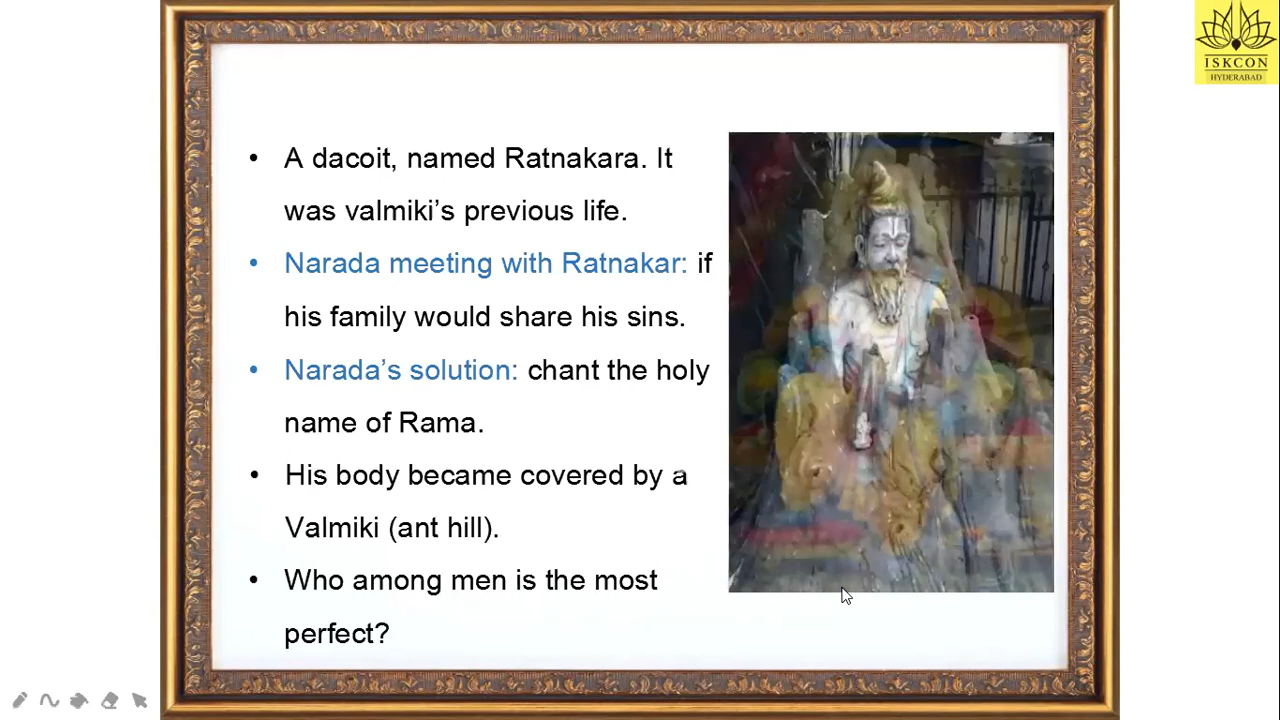 ISKCON
HYDERABAD
• A dacoit, named Ratnakara. It
was valmiki’s previous life.
• Narada meeting with Ratnakar: if
his family would share his sins.
• Narada’s solution: chant the holy
name of Rama.
• His body became covered by a
Valmiki (ant hill).
• Who among men is the most
perfect?